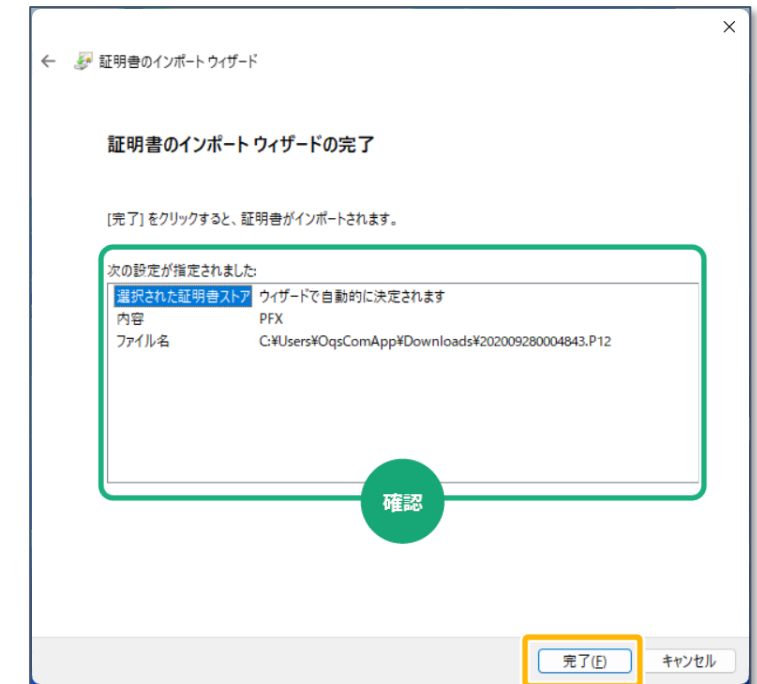 証明書のインポート ウィザード
証明書のインポート ウィザードの完了
[完了] をクリックすると、証明書がインポートされます。
次の設定が指定されました:
選択された証明書ストア ウィザードで自動的に決定されます
内容 PFX
ファイル名 C:¥Users¥OqsComApp¥Downloads¥202009280004843.P12
確認
完了(F) キャンセル